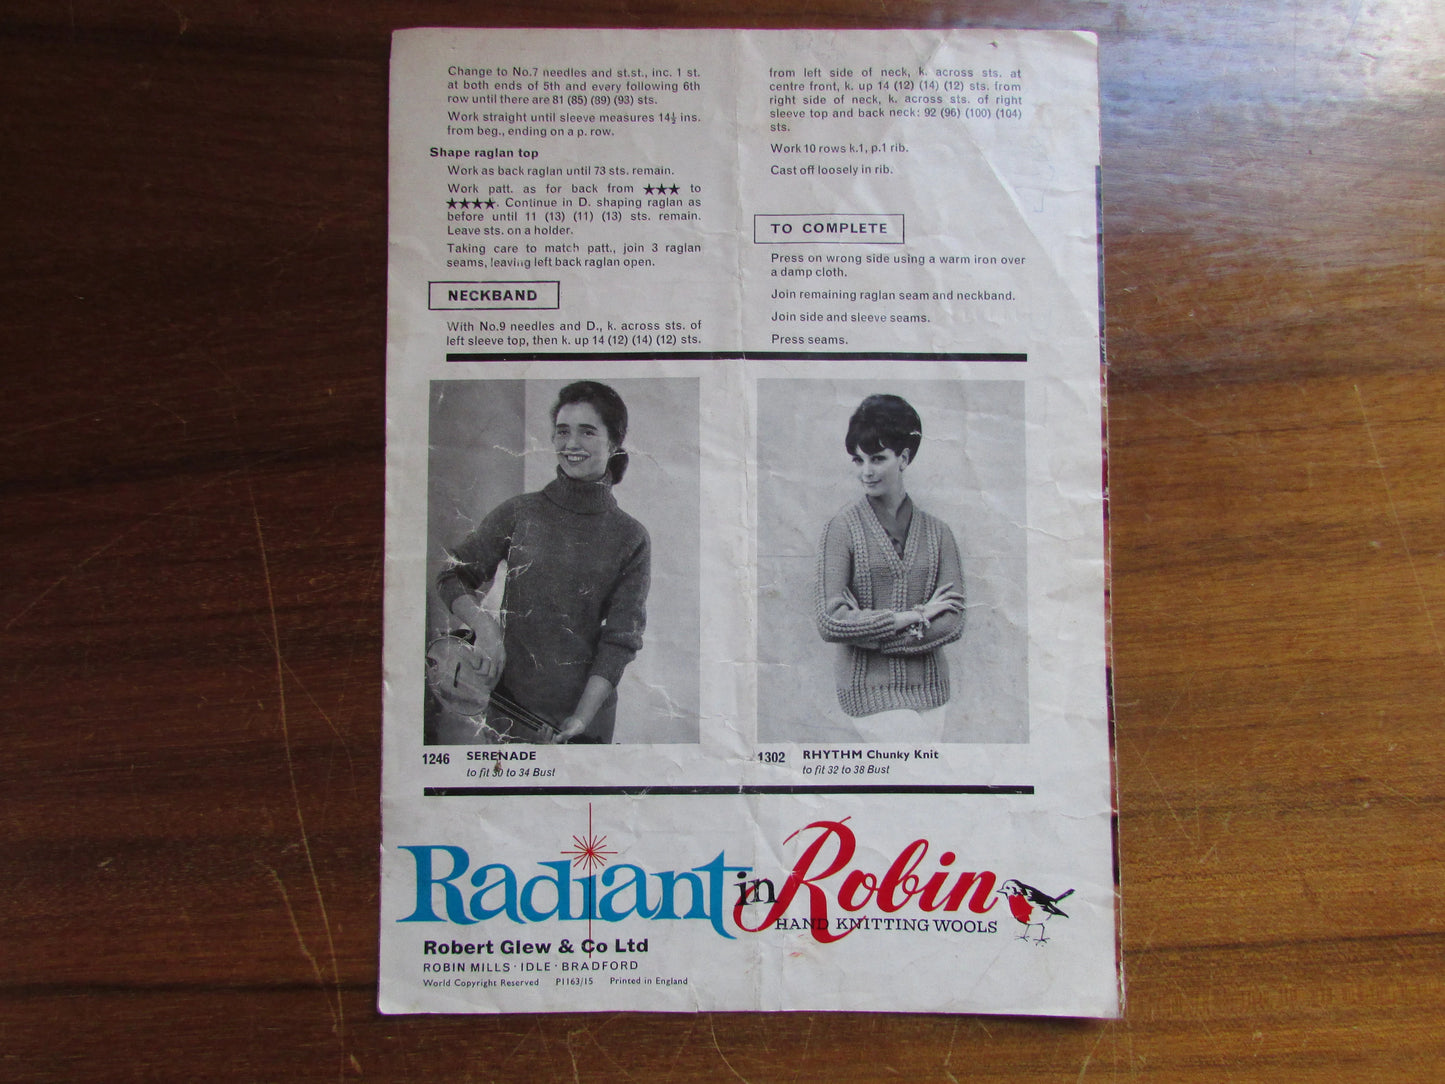 Change to No.7 needles and st.st., inc. 1 st.
at both ends of 5th and every following 6th
row until there are 81 (85) (89) (93) sts.
Work straight until sleeve measures 14½ ins.
from beg., ending on a p. row.
Shape raglan top
Work as back raglan until 73 sts. remain.
Work patt. as for back from ★★★ to
★★★★. Continue in D. shaping raglan as
before until 11 (13) (11) (13) sts. remain.
Leave sts. on a holder.
Taking care to match patt., join 3 raglan
seams, leaving left back raglan open.
NECKBAND
With No.9 needles and D., k. across sts. of
left sleeve top, then k. up 14 (12) (14) (12) sts.
from left side of neck, k. across sts. at
centre front, k. up 14 (12) (14) (12) sts. from
right side of neck, k. across sts. of right
sleeve top and back neck: 92 (96) (100) (104)
sts.
Work 10 rows k.1, p.1 rib.
Cast off loosely in rib.
TO COMPLETE
Press on wrong side using a warm iron over
a damp cloth.
Join remaining raglan seam and neckband.
Join side and sleeve seams.
Press seams.
1246 SERENADE
to fit 30 to 34 Bust
1302 RHYTHM Chunky Knit
to fit 32 to 38 Bust
Radiant in Robin
HAND KNITTING WOOLS
Robert Glew & Co Ltd
ROBIN MILLS · IDLE · BRADFORD
World Copyright Reserved P1163/15 Printed in England